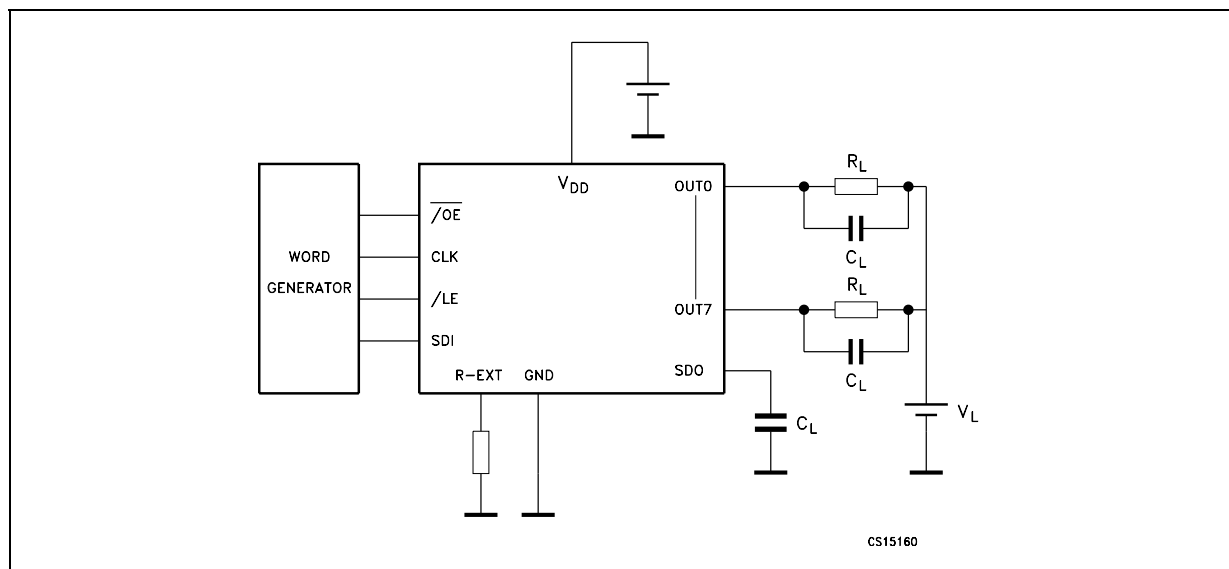 V_DD
OUT0
R_L
/OE
WORD
GENERATOR
CLK
C_L
/LE
R_L
OUT7
SDI
R-EXT
GND
SDO
C_L
C_L
V_L
CS15160